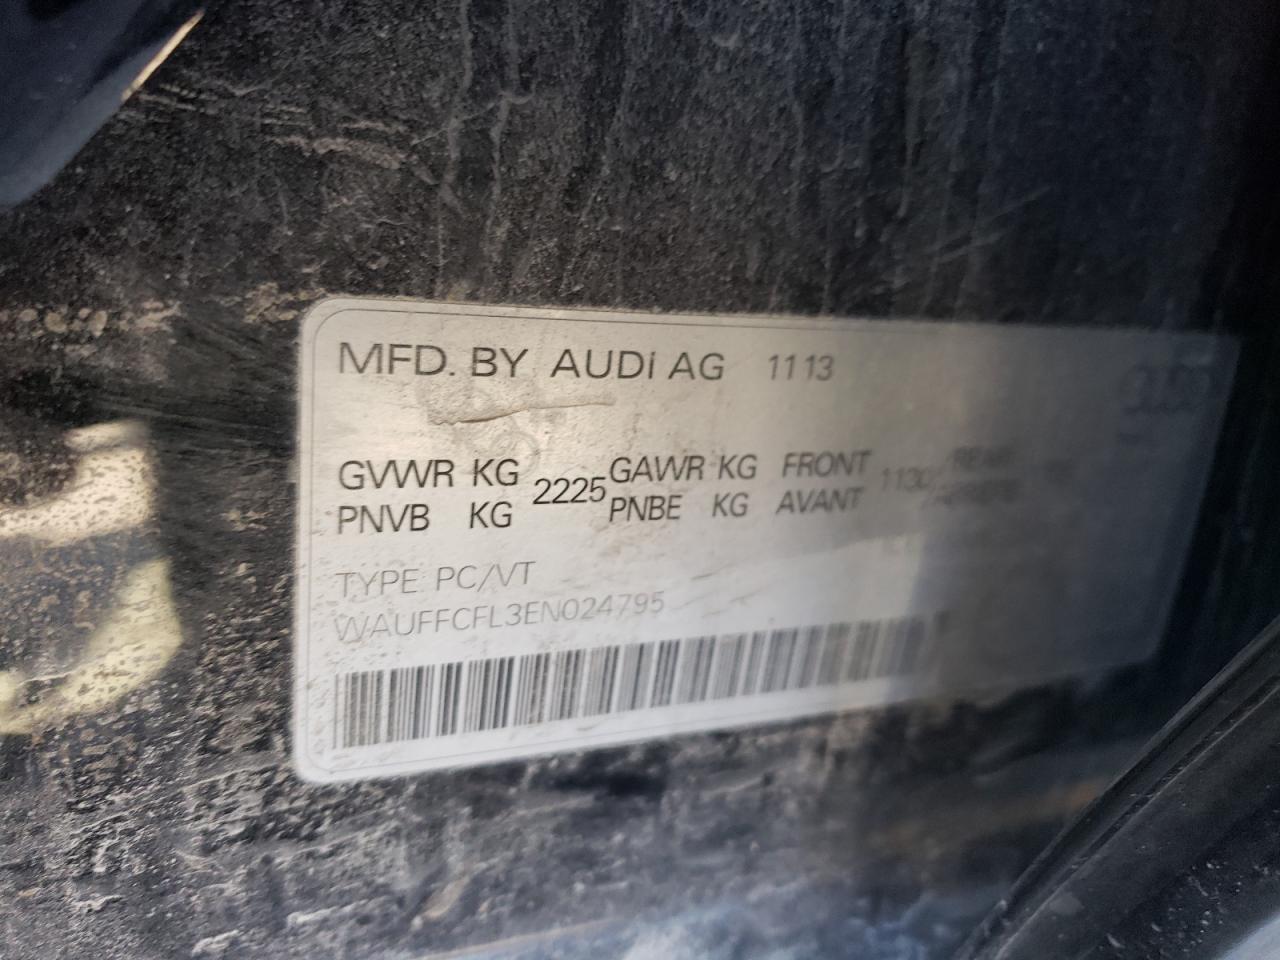 MFD. BY AUDi AG 11 13
GVWR KG 2225 GAWR KG FRONT 1130
PNVB KG PNBE KG AVANT
TYPE PC/VT
WAUFFCFL3EN024795